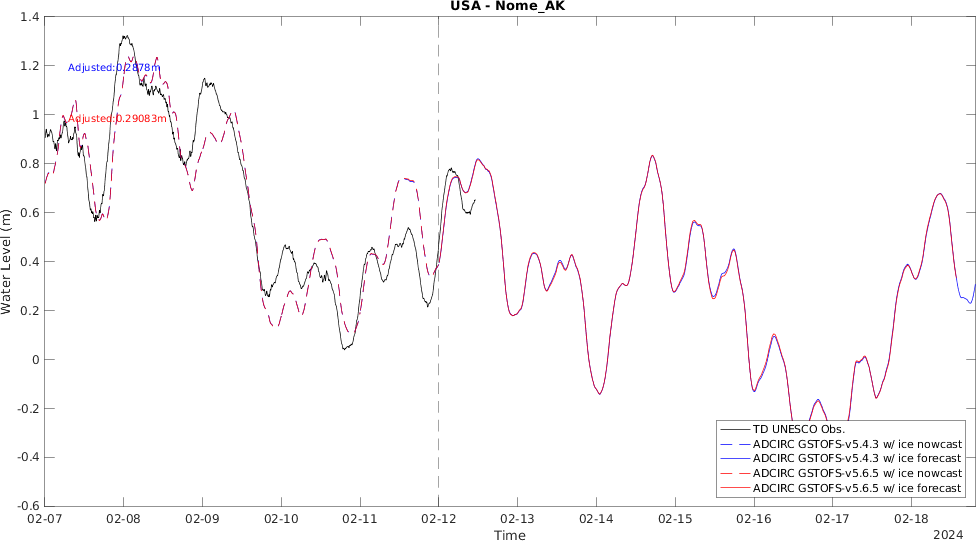 USA - Nome_AK
1.4
1.2
1
0.8
0.6
0.4
0.2
0
-0.2
-0.4
-0.6
Water Level (m)
Adjusted:0.2878m
Adjusted:0.29083m
TD UNESCO Obs.
ADCIRC GSTOFS-v5.4.3 w/ ice nowcast
ADCIRC GSTOFS-v5.4.3 w/ ice forecast
ADCIRC GSTOFS-v5.6.5 w/ ice nowcast
ADCIRC GSTOFS-v5.6.5 w/ ice forecast
02-07 02-08 02-09 02-10 02-11 02-12 02-13 02-14 02-15 02-16 02-17 02-18
Time
2024